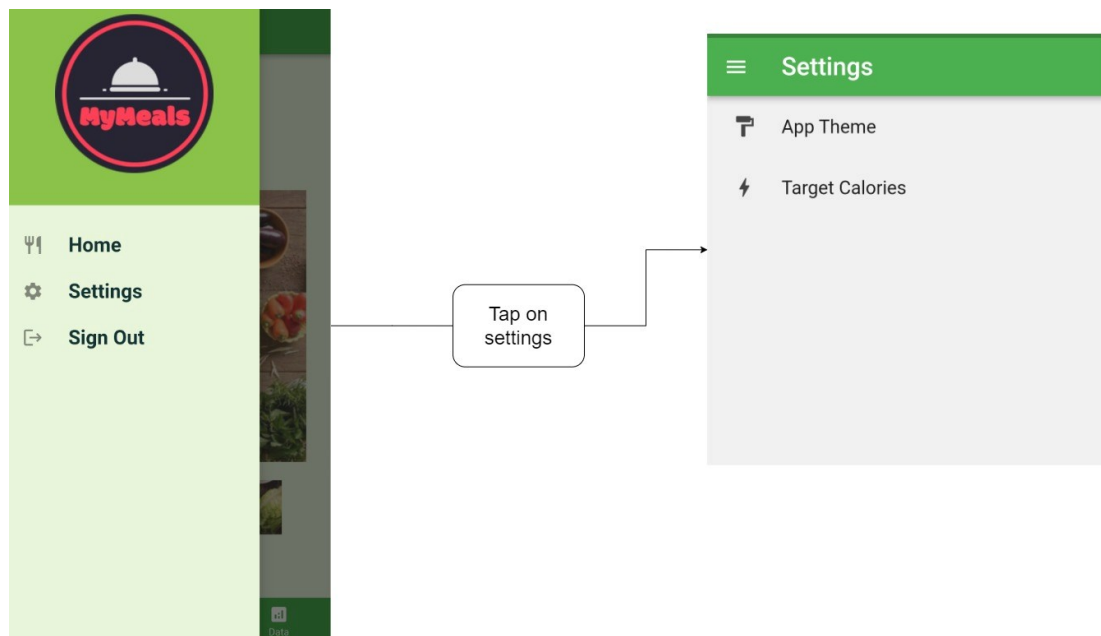 MyMeals
Home
Settings
Sign Out
Data
Tap on
settings
Settings
App Theme
Target Calories